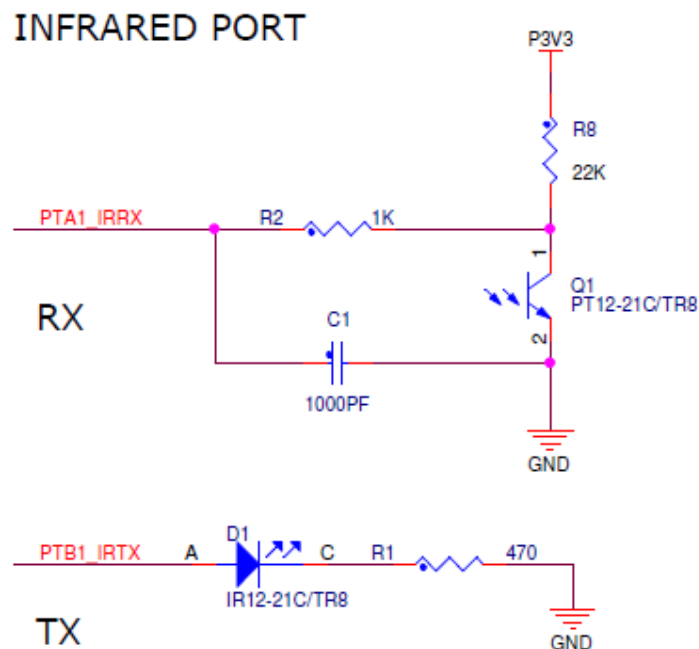 INFRARED PORT
P3V3
R8
22K
PTA1_IRRX
R2
1K
1
Q1
PT12-21C/TR8
RX
C1
2
1000PF
GND
D1
PTB1_IRTX
A
C
R1
470
IR12-21C/TR8
TX
GND